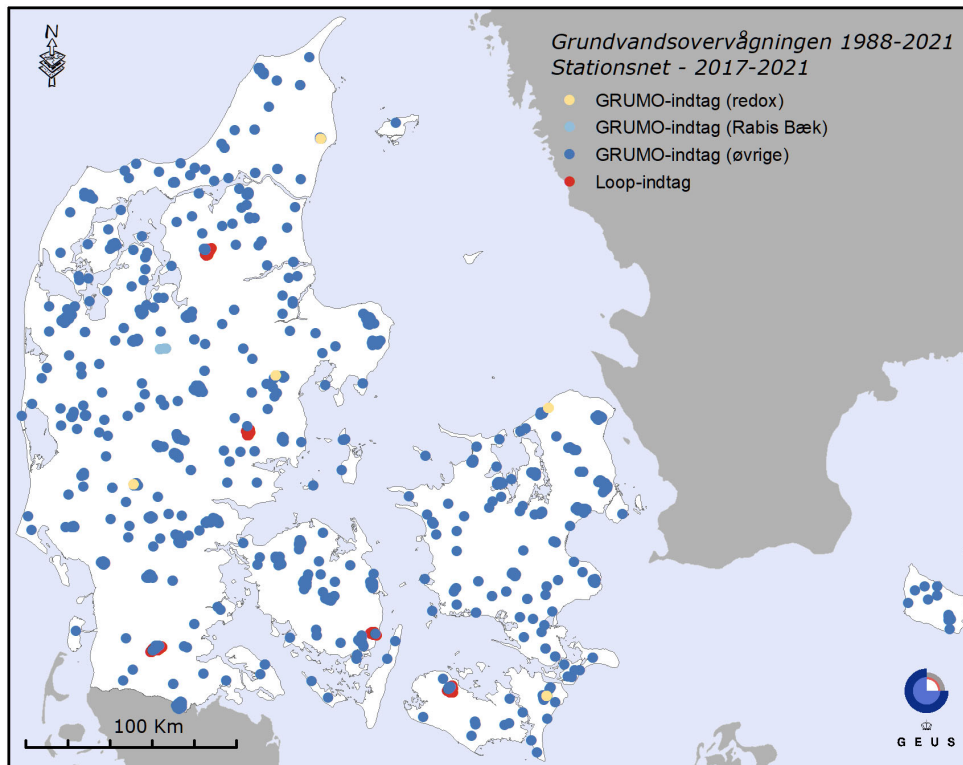 N
Grundvandsovervågningen 1988-2021
Stationsnet - 2017-2021
GRUMO-indtag (redox)
GRUMO-indtag (Rabis Bæk)
GRUMO-indtag (øvrige)
Loop-indtag
100 Km
G E U S